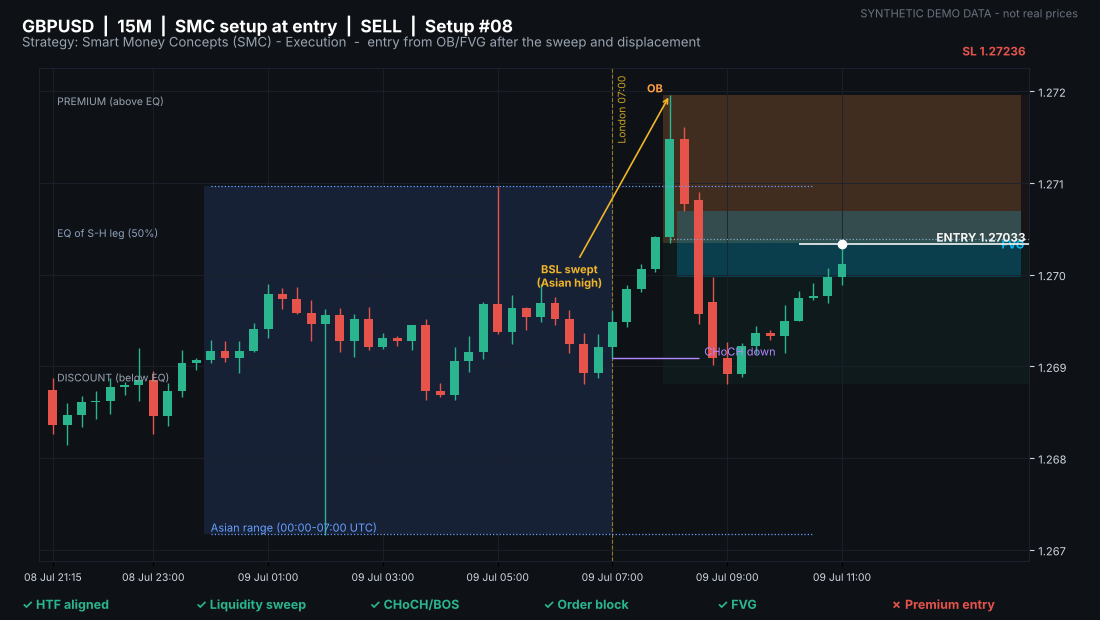 GBPUSD | 15M | SMC setup at entry | SELL | Setup #08
SYNTHETIC DEMO DATA - not real prices
Strategy: Smart Money Concepts (SMC) - Execution - entry from OB/FVG after the sweep and displacement
SL 1.27236
PREMIUM (above EQ)
London 07:00
OB
1.272
1.271
EQ of S-H leg (50%)
ENTRY 1.27033
FVG
BSL swept
(Asian high)
1.270
CHoCH down
1.269
DISCOUNT (below EQ)
1.268
Asian range (00:00-07:00 UTC)
1.267
08 Jul 21:15
08 Jul 23:00
09 Jul 01:00
09 Jul 03:00
09 Jul 05:00
09 Jul 07:00
09 Jul 09:00
09 Jul 11:00
✓ HTF aligned
✓ Liquidity sweep
✓ CHoCH/BOS
✓ Order block
✓ FVG
× Premium entry